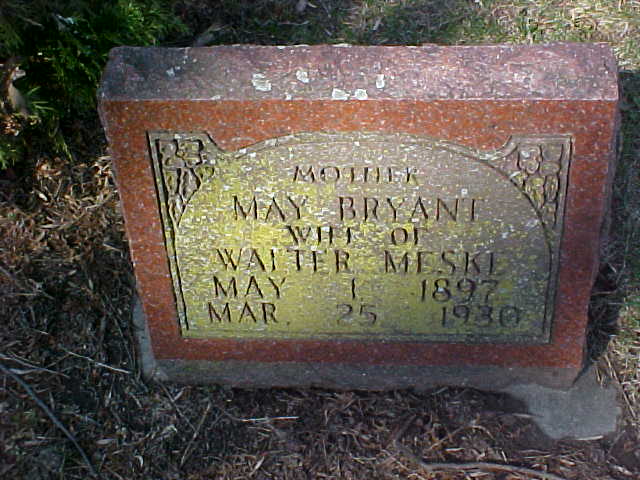 MOTHER
MAY BRYANT
WIFE OF
WALTER MESKE
MAY 1 1897
MAR. 25 1930